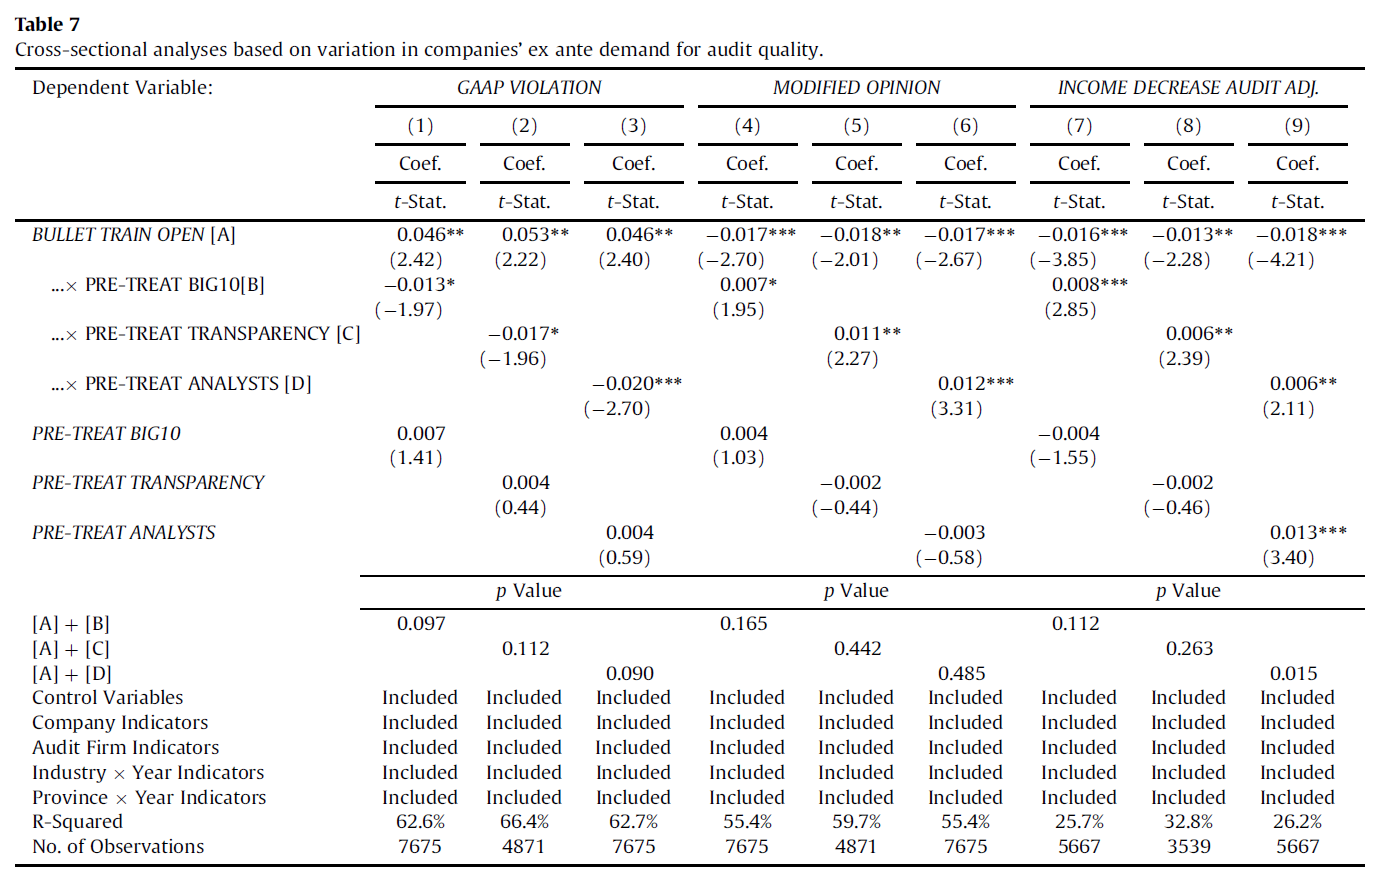 Table 7
Cross-sectional analyses based on variation in companies' ex ante demand for audit quality.
Dependent Variable: GAAP VIOLATION MODIFIED OPINION INCOME DECREASE AUDIT ADJ.
(1) (2) (3) (4) (5) (6) (7) (8) (9)
Coef. Coef. Coef. Coef. Coef. Coef. Coef. Coef. Coef.
t-Stat. t-Stat. t-Stat. t-Stat. t-Stat. t-Stat. t-Stat. t-Stat. t-Stat.
BULLET TRAIN OPEN [A] 0.046** 0.053** 0.046** −0.017*** −0.018** −0.017*** −0.016*** −0.013** −0.018***
(2.42) (2.22) (2.40) (−2.70) (−2.01) (−2.67) (−3.85) (−2.28) (−4.21)
...× PRE-TREAT BIG10[B] −0.013* 0.007* 0.008***
(−1.97) (1.95) (2.85)
...× PRE-TREAT TRANSPARENCY [C] −0.017* 0.011** 0.006**
(−1.96) (2.27) (2.39)
...× PRE-TREAT ANALYSTS [D] −0.020*** 0.012*** 0.006**
(−2.70) (3.31) (2.11)
PRE-TREAT BIG10 0.007 0.004 −0.004
(1.41) (1.03) (−1.55)
PRE-TREAT TRANSPARENCY 0.004 −0.002 −0.002
(0.44) (−0.44) (−0.46)
PRE-TREAT ANALYSTS 0.004 −0.003 0.013***
(0.59) (−0.58) (3.40)
p Value p Value p Value
[A] + [B] 0.097 0.165 0.112
[A] + [C] 0.112 0.442 0.263
[A] + [D] 0.090 0.485 0.015
Control Variables Included Included Included Included Included Included Included Included Included
Company Indicators Included Included Included Included Included Included Included Included Included
Audit Firm Indicators Included Included Included Included Included Included Included Included Included
Industry × Year Indicators Included Included Included Included Included Included Included Included Included
Province × Year Indicators Included Included Included Included Included Included Included Included Included
R-Squared 62.6% 66.4% 62.7% 55.4% 59.7% 55.4% 25.7% 32.8% 26.2%
No. of Observations 7675 4871 7675 7675 4871 7675 5667 3539 5667